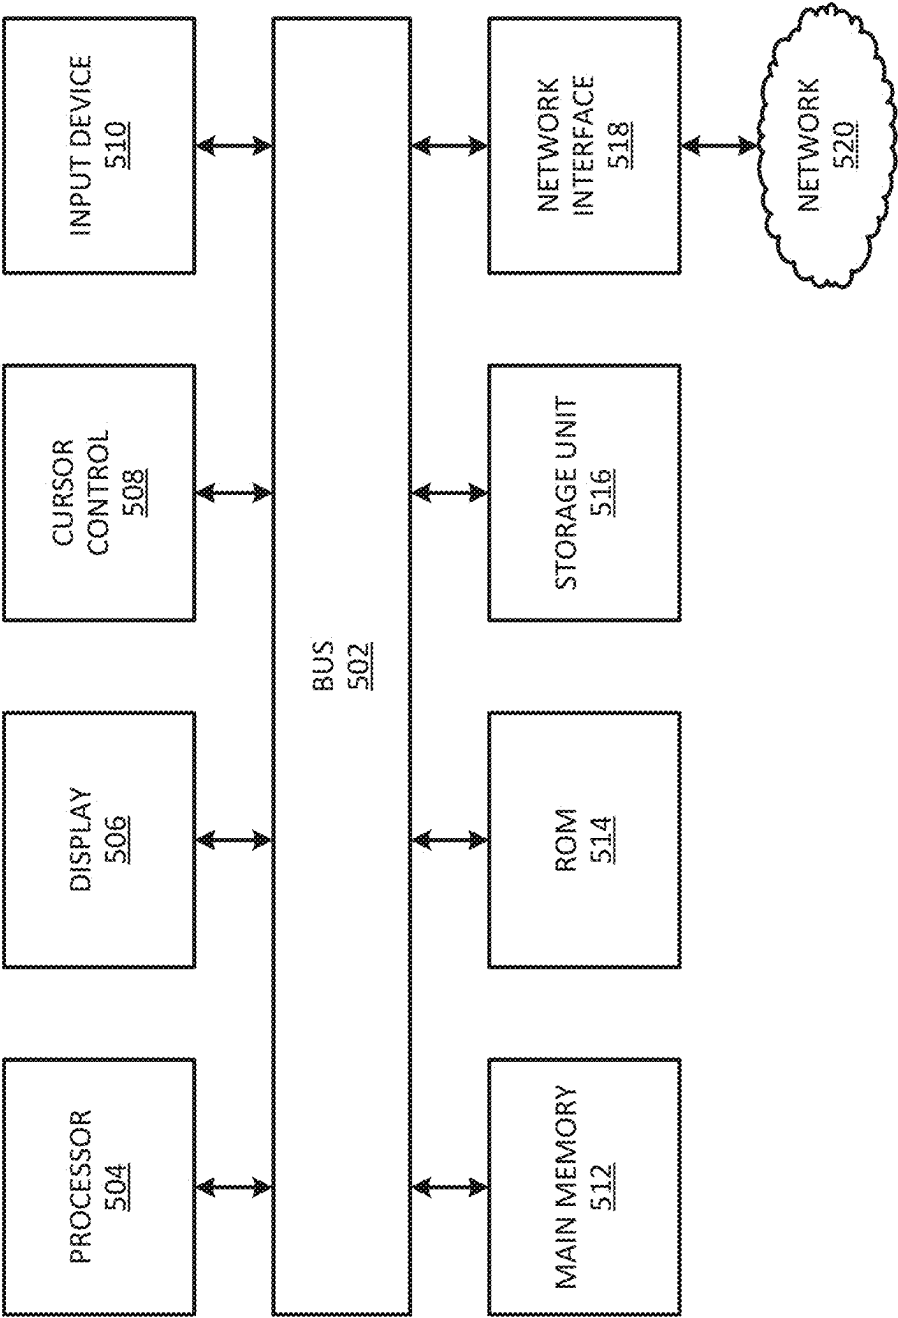 PROCESSOR
504
DISPLAY
506
CURSOR
CONTROL
508
INPUT DEVICE
510
BUS
502
MAIN MEMORY
512
ROM
514
STORAGE UNIT
516
NETWORK
INTERFACE
518
NETWORK
520